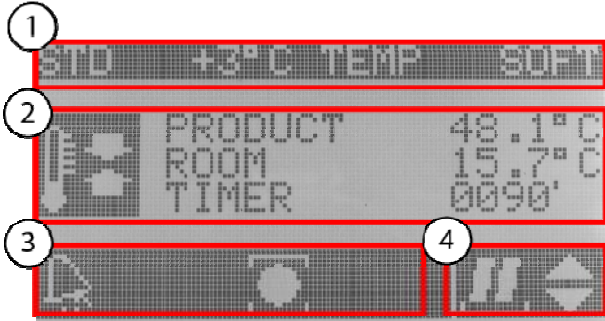 1
STD +3°C TEMP SOFT
2
PRODUCT 48.1°C
ROOM 15.7°C
TIMER 0090'
3
4